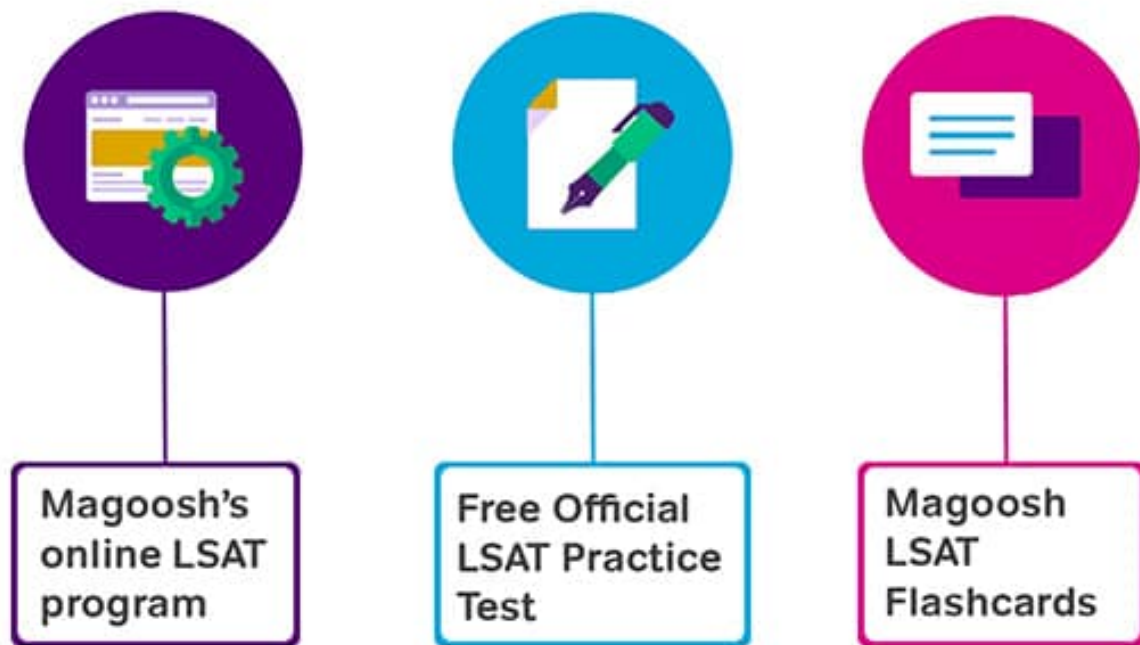 Magoosh's
online LSAT
program
Free Official
LSAT Practice
Test
Magoosh
LSAT
Flashcards